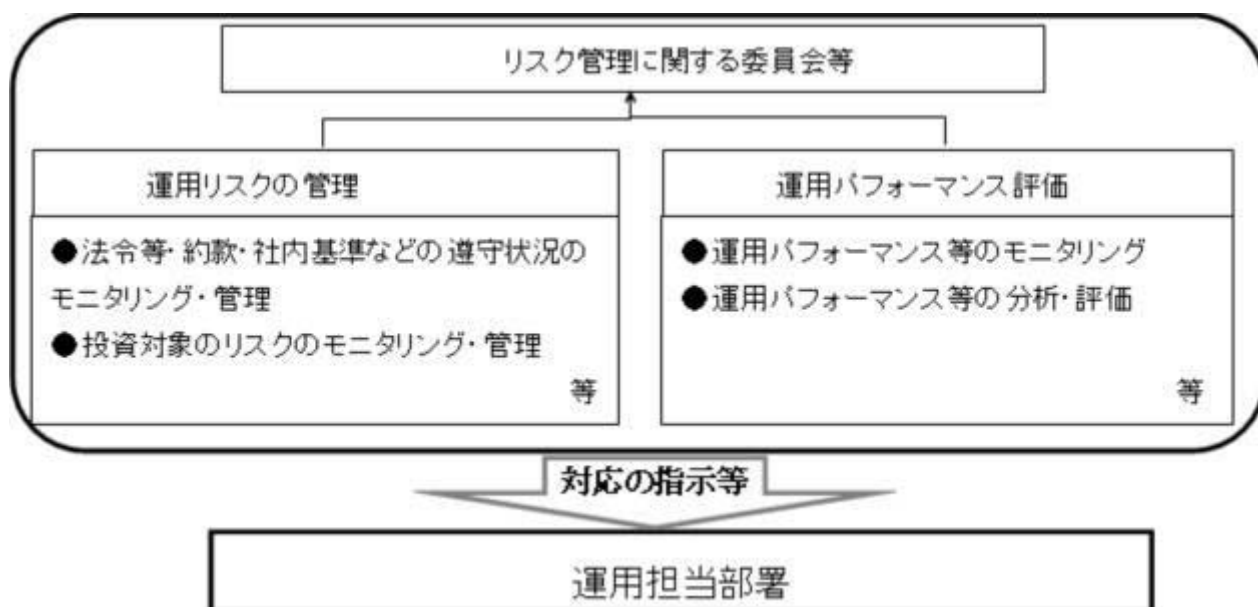 リスク管理に関する委員会等
運用リスクの管理
●法令等・約款・社内基準などの遵守状況の
モニタリング・管理
●投資対象のリスクのモニタリング・管理
等
運用パフォーマンス評価
●運用パフォーマンス等のモニタリング
●運用パフォーマンス等の分析・評価
等
対応の指示等
運用担当部署